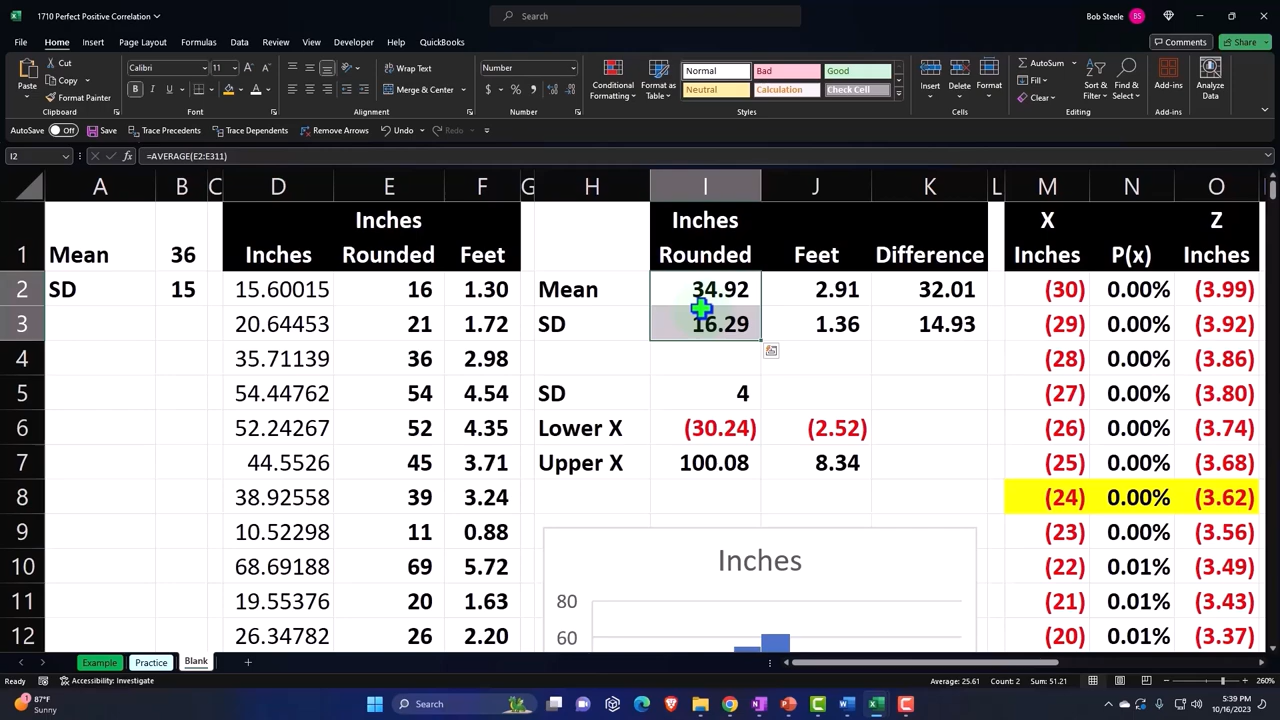 1710 Perfect Positive Correlation
Search
Bob Steele BS
File Home Insert Page Layout Formulas Data Review View Developer Help QuickBooks Comments Share
Paste Cut Copy Format Painter Clipboard
Calibri 11 B I U Font
Wrap Text Merge & Center Alignment
Number $ % Number
Conditional Formatting Format as Table
Normal Bad Good
Neutral Calculation Check Cell
Styles
Insert Delete Format Cells
AutoSum Fill Clear Sort & Filter Find & Select Editing
Add-ins Add-ins
Analyze Data
AutoSave Off Save Trace Precedents Trace Dependents Remove Arrows Undo Redo
I2 fx =AVERAGE(E2:E311)
A B C D E F G H I J K L M N O
Inches Inches X Z
1 Mean 36 Inches Rounded Feet Rounded Feet Difference Inches P(x) Inches
2 SD 15 15.60015 16 1.30 Mean 34.92 2.91 32.01 (30) 0.00% (3.99)
3 20.64453 21 1.72 SD 16.29 1.36 14.93 (29) 0.00% (3.92)
4 35.71139 36 2.98 (28) 0.00% (3.86)
5 54.44762 54 4.54 SD 4 (27) 0.00% (3.80)
6 52.24267 52 4.35 Lower X (30.24) (2.52) (26) 0.00% (3.74)
7 44.5526 45 3.71 Upper X 100.08 8.34 (25) 0.00% (3.68)
8 38.92558 39 3.24 (24) 0.00% (3.62)
9 10.52298 11 0.88 (23) 0.00% (3.56)
10 68.69188 69 5.72 Inches (22) 0.01% (3.49)
11 19.55376 20 1.63 80 (21) 0.01% (3.43)
12 26.34782 26 2.20 60 (20) 0.01% (3.37)
Example Practice Blank
Ready Accessibility: Investigate Average: 25.61 Count: 2 Sum: 51.21 260%
87°F
Sunny
Search
5:39 PM
10/16/2023